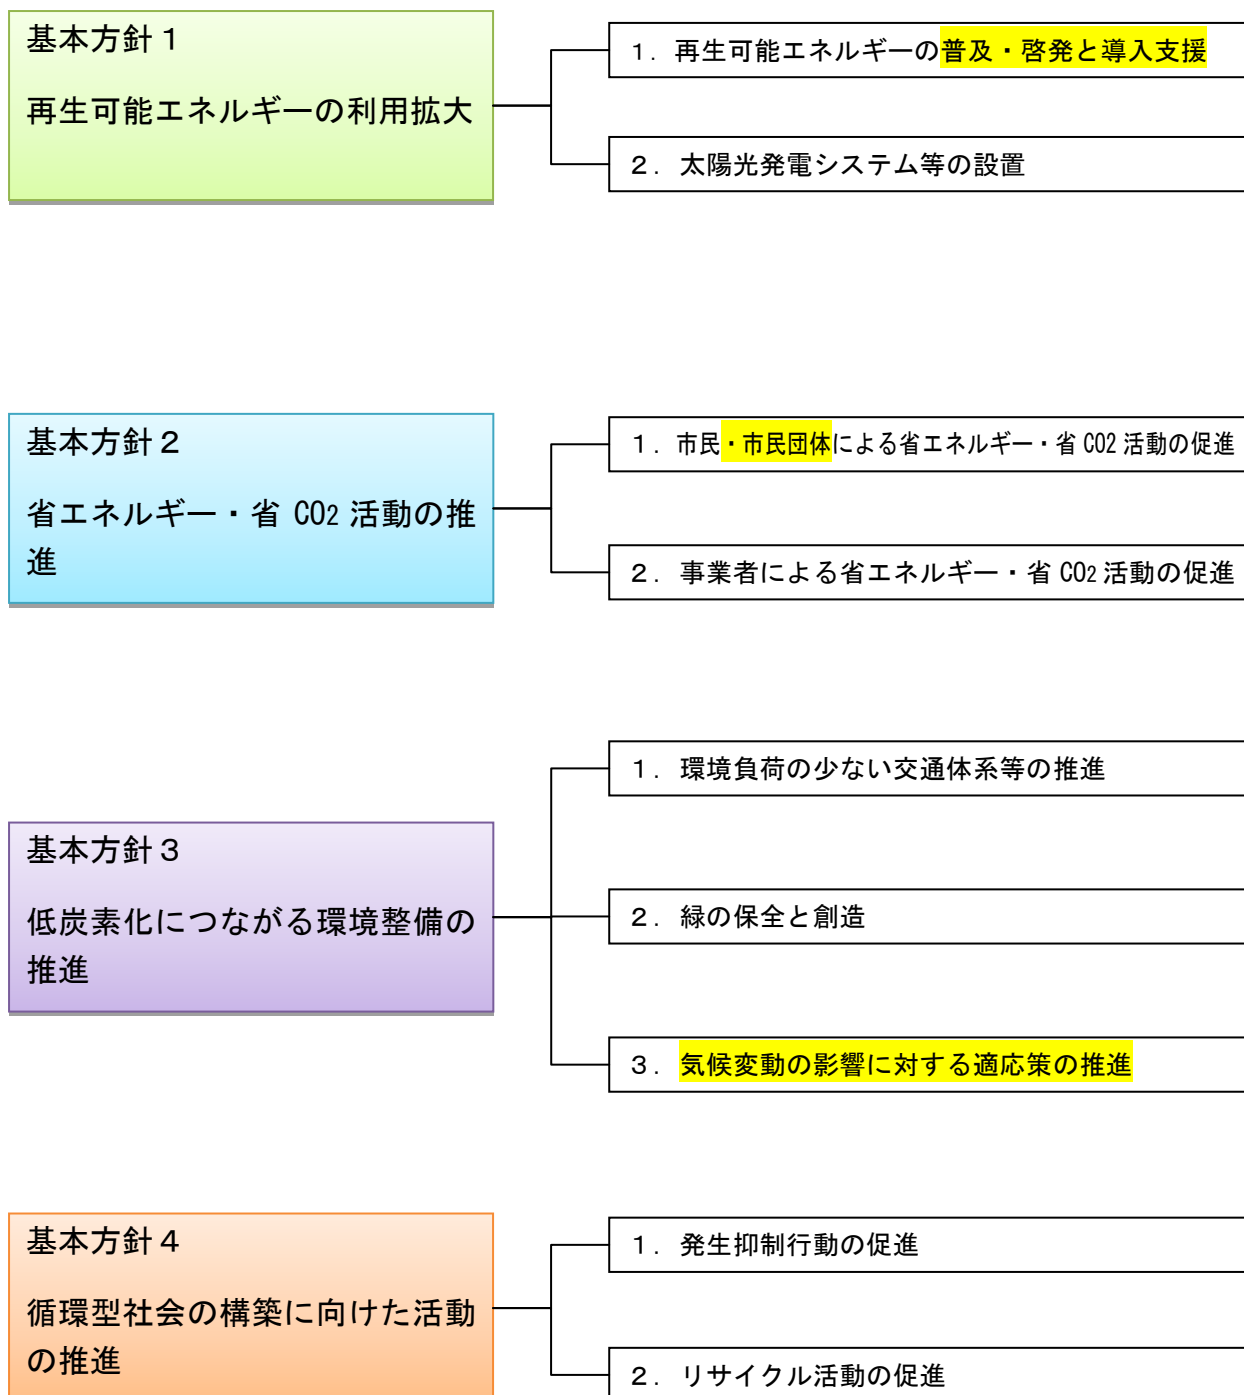 基本方針１
再生可能エネルギーの利用拡大
１．再生可能エネルギーの普及・啓発と導入支援
２．太陽光発電システム等の設置
基本方針２
省エネルギー・省 CO2 活動の推
進
１．市民・市民団体による省エネルギー・省 CO2 活動の促進
２．事業者による省エネルギー・省 CO2 活動の促進
基本方針３
低炭素化につながる環境整備の
推進
１．環境負荷の少ない交通体系等の推進
２．緑の保全と創造
３．気候変動の影響に対する適応策の推進
基本方針４
循環型社会の構築に向けた活動
の推進
１．発生抑制行動の促進
２．リサイクル活動の促進